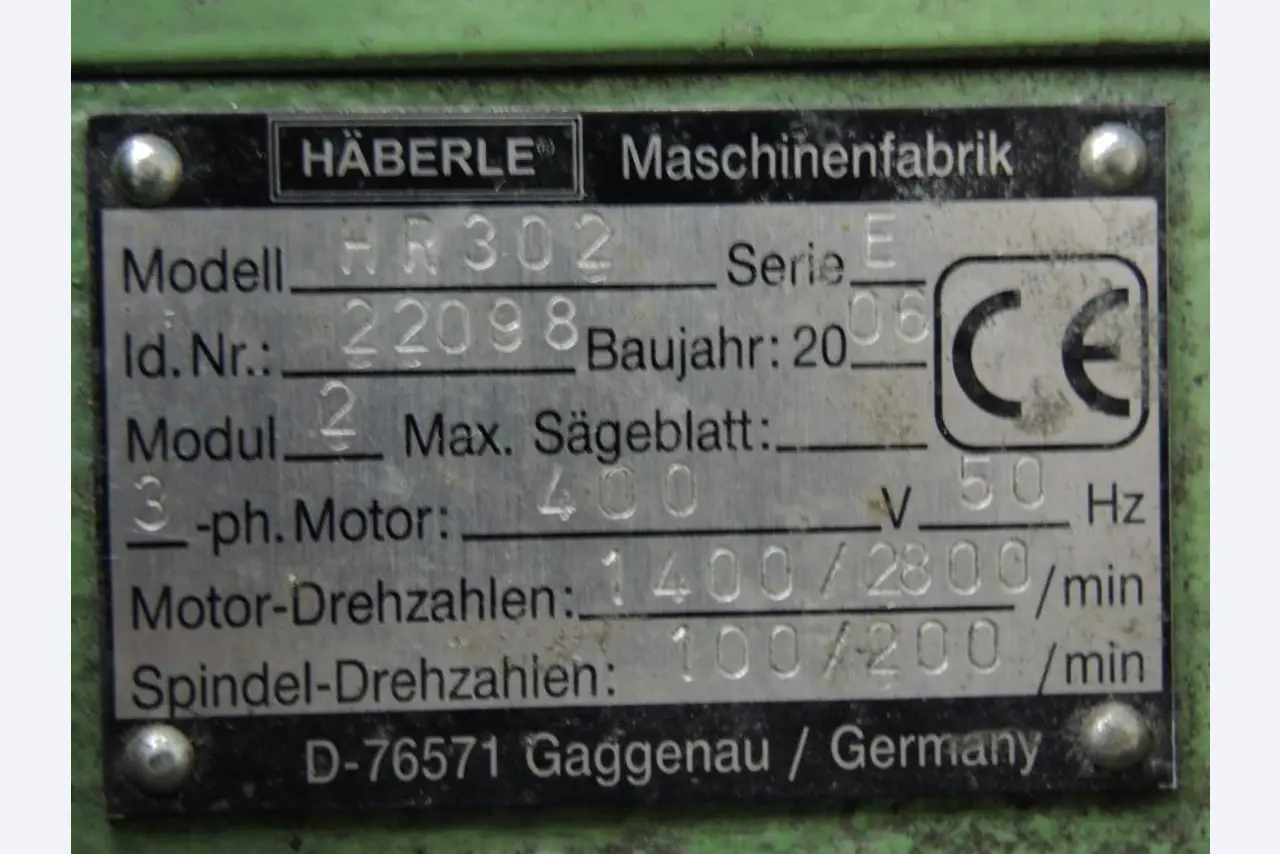 HÄBERLE® Maschinenfabrik
Modell HR302 Serie E
Id.Nr.: 22098 Baujahr: 2006
CE
Modul 2 Max. Sägeblatt:
3-ph. Motor: 400 V 50 Hz
Motor-Drehzahlen: 1400/2800 /min
Spindel-Drehzahlen: 100/200 /min
D-76571 Gaggenau / Germany